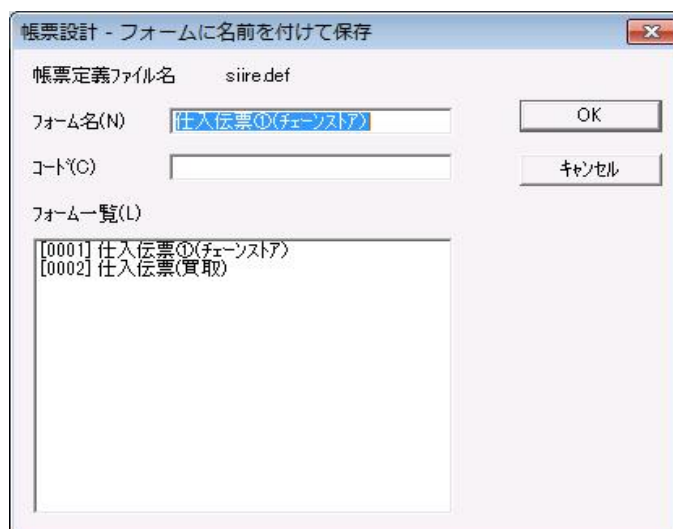 帳票設計 - フォームに名前を付けて保存
帳票定義ファイル名 siire.def
フォーム名(N) 仕入伝票①(チェーンストア)
OK
コード(C)
キャンセル
フォーム一覧(L)
[0001] 仕入伝票①(チェーンストア)
[0002] 仕入伝票(買取)